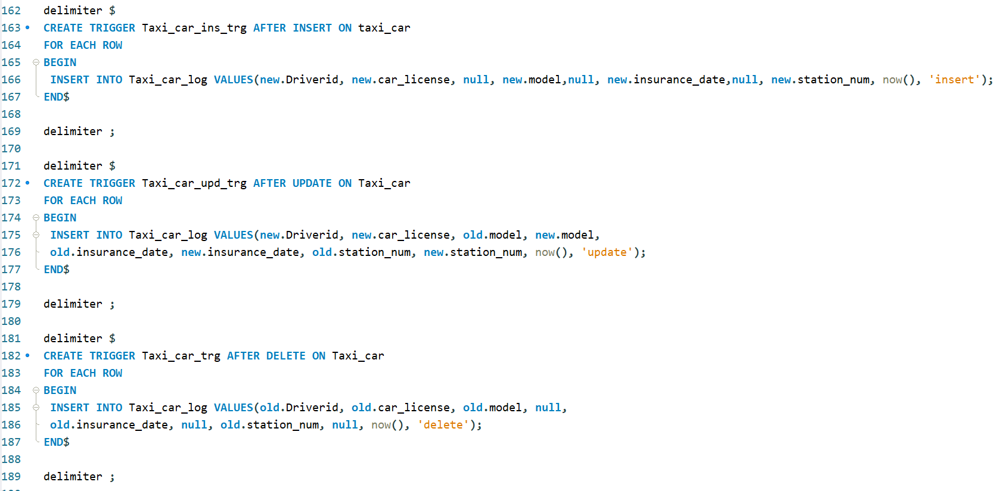 162 delimiter $
163 CREATE TRIGGER Taxi_car_ins_trg AFTER INSERT ON taxi_car
164 FOR EACH ROW
165 BEGIN
166 INSERT INTO Taxi_car_log VALUES(new.Driverid, new.car_license, null, new.model,null, new.insurance_date,null, new.station_num, now(), 'insert');
167 END$
168
169 delimiter ;
170
171 delimiter $
172 CREATE TRIGGER Taxi_car_upd_trg AFTER UPDATE ON Taxi_car
173 FOR EACH ROW
174 BEGIN
175 INSERT INTO Taxi_car_log VALUES(new.Driverid, new.car_license, old.model, new.model,
176 old.insurance_date, new.insurance_date, old.station_num, new.station_num, now(), 'update');
177 END$
178
179 delimiter ;
180
181 delimiter $
182 CREATE TRIGGER Taxi_car_trg AFTER DELETE ON Taxi_car
183 FOR EACH ROW
184 BEGIN
185 INSERT INTO Taxi_car_log VALUES(old.Driverid, old.car_license, old.model, null,
186 old.insurance_date, null, old.station_num, null, now(), 'delete');
187 END$
188
189 delimiter ;